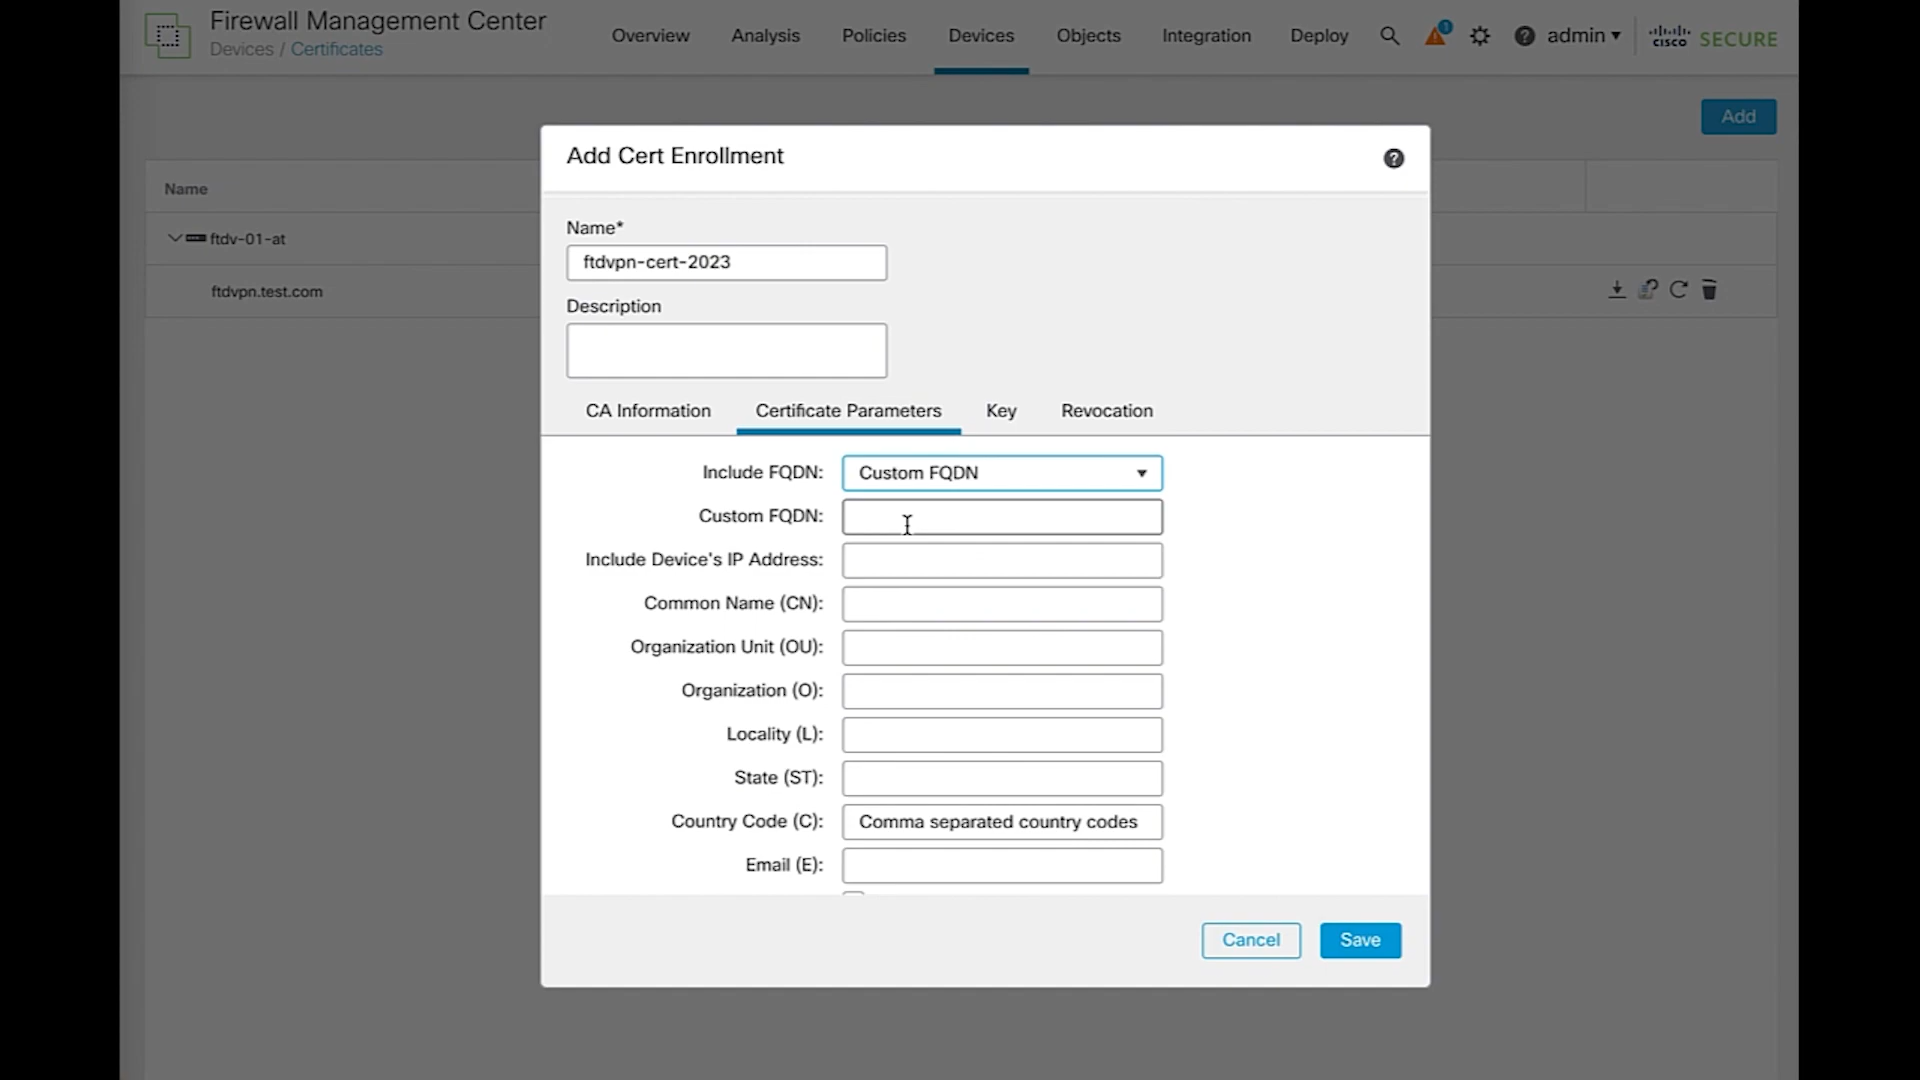 Firewall Management Center
Devices / Certificates
Overview Analysis Policies Devices Objects Integration Deploy 1 ? admin cisco SECURE
Add
Name
ftdv-01-at
ftdvpn.test.com
Add Cert Enrollment ?
Name*
ftdvpn-cert-2023
Description
CA Information Certificate Parameters Key Revocation
Include FQDN: Custom FQDN
Custom FQDN:
Include Device's IP Address:
Common Name (CN):
Organization Unit (OU):
Organization (O):
Locality (L):
State (ST):
Country Code (C): Comma separated country codes
Email (E):
Cancel Save